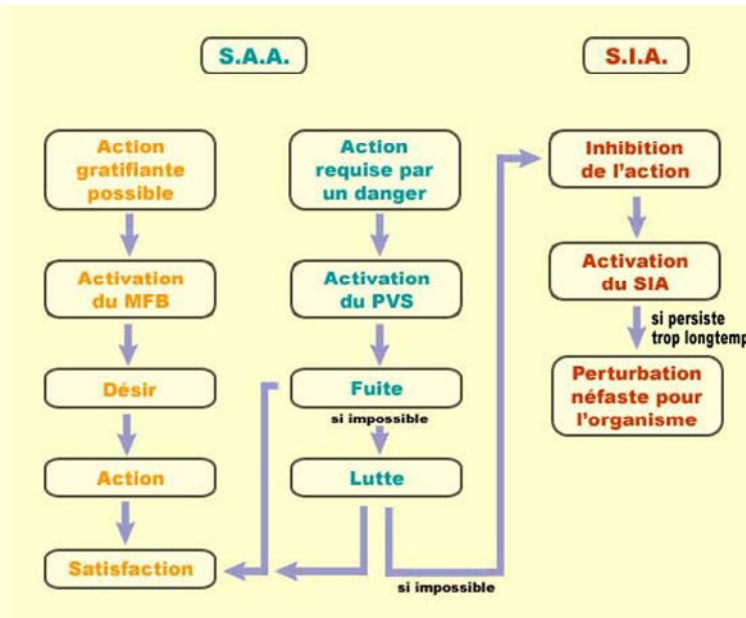 S.A.A.
S.I.A.
Action
gratifiante
possible
Activation
du MFB
Désir
Action
Satisfaction
Action
requise par
un danger
Activation
du PVS
Fuite
si impossible
Lutte
si impossible
Inhibition
de l'action
Activation
du SIA
si persiste
trop longtemp
Perturbation
néfaste pour
l'organisme